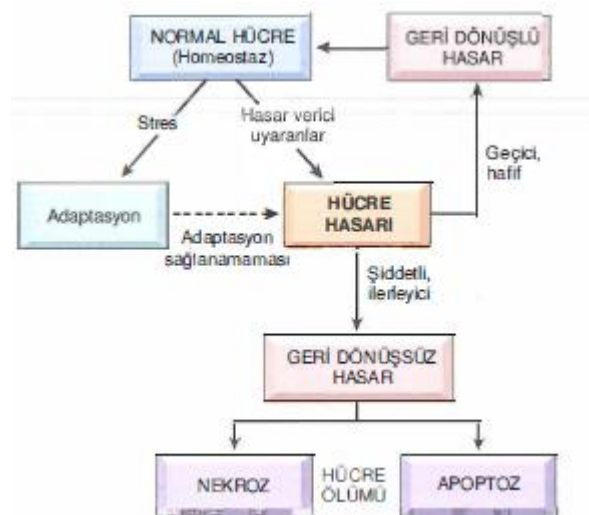 NORMAL HÜCRE
(Homeostaz)
GERİ DÖNÜŞLÜ
HASAR
Stres
Hasar verici
uyaranlar
Geçici,
hafif
Adaptasyon
HÜCRE
HASARI
Adaptasyon
sağlanamaması
Şiddetli,
ilerleyici
GERİ DÖNÜŞSÜZ
HASAR
NEKROZ
HÜCRE
ÖLÜMÜ
APOPTOZ